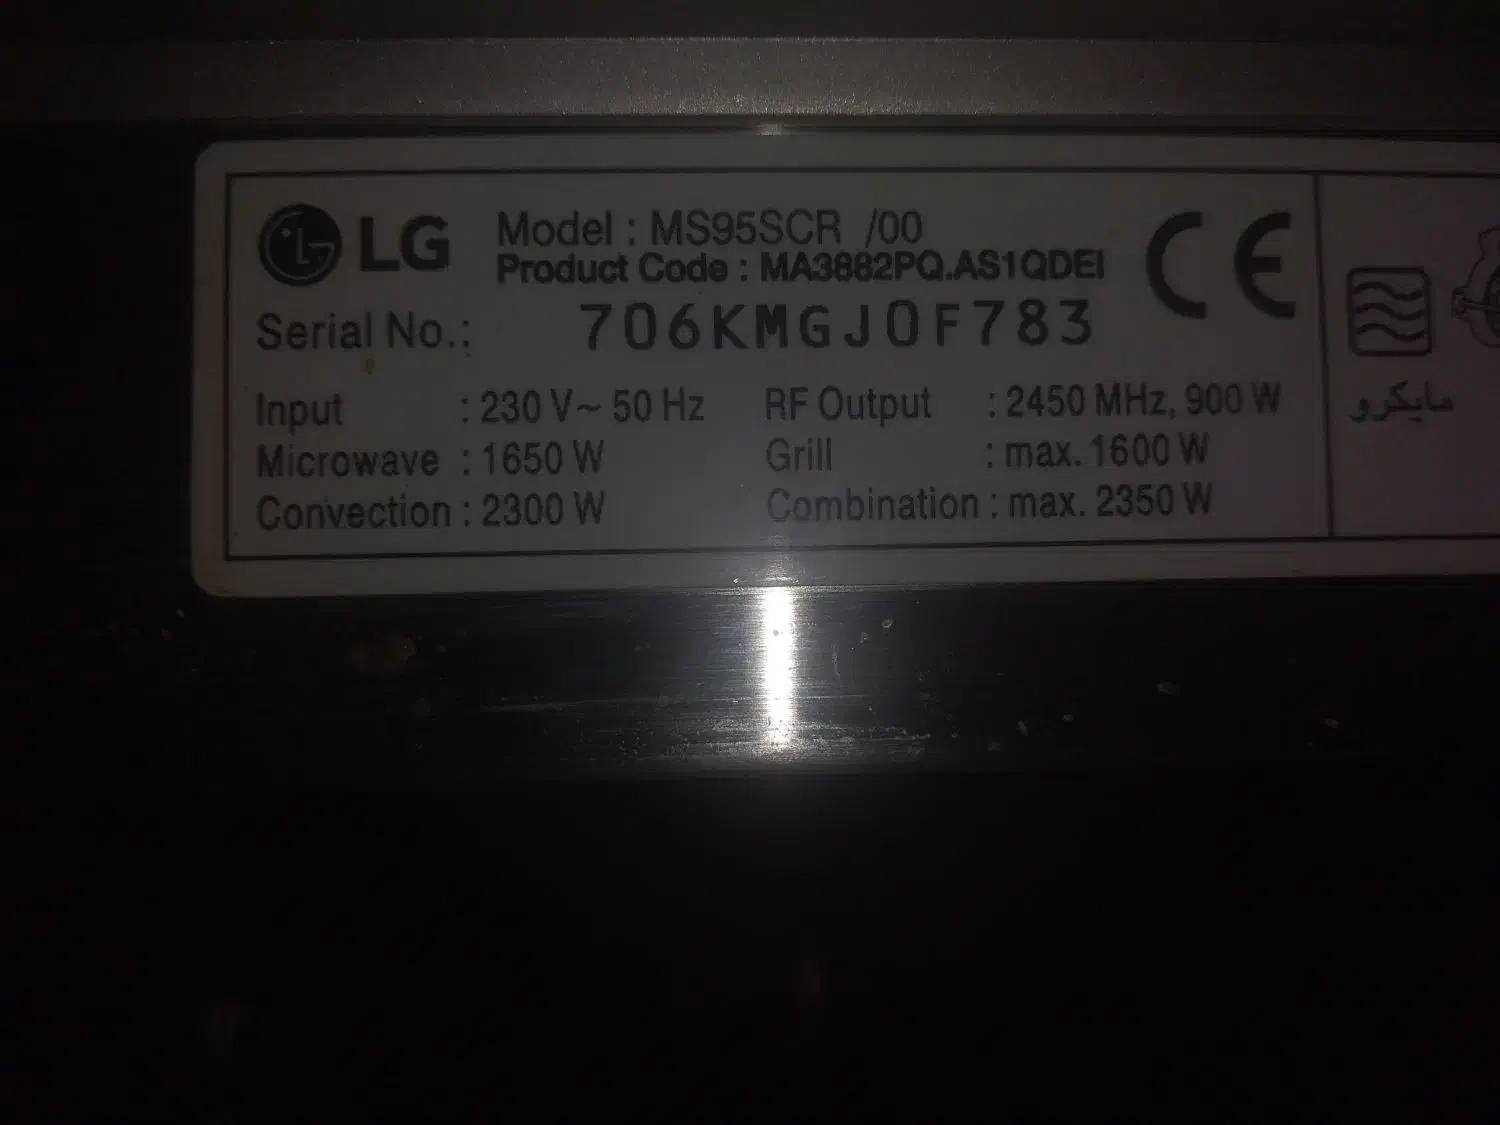 LG
Model : MS95SCR /00
Product Code : MA3882PQ.AS1QDEI
Serial No.: 706KMGJ0F783
CE
Input : 230 V~ 50 Hz RF Output : 2450 MHz, 900 W
Microwave : 1650 W Grill : max. 1600 W
Convection : 2300 W Combination : max. 2350 W
مایکرو